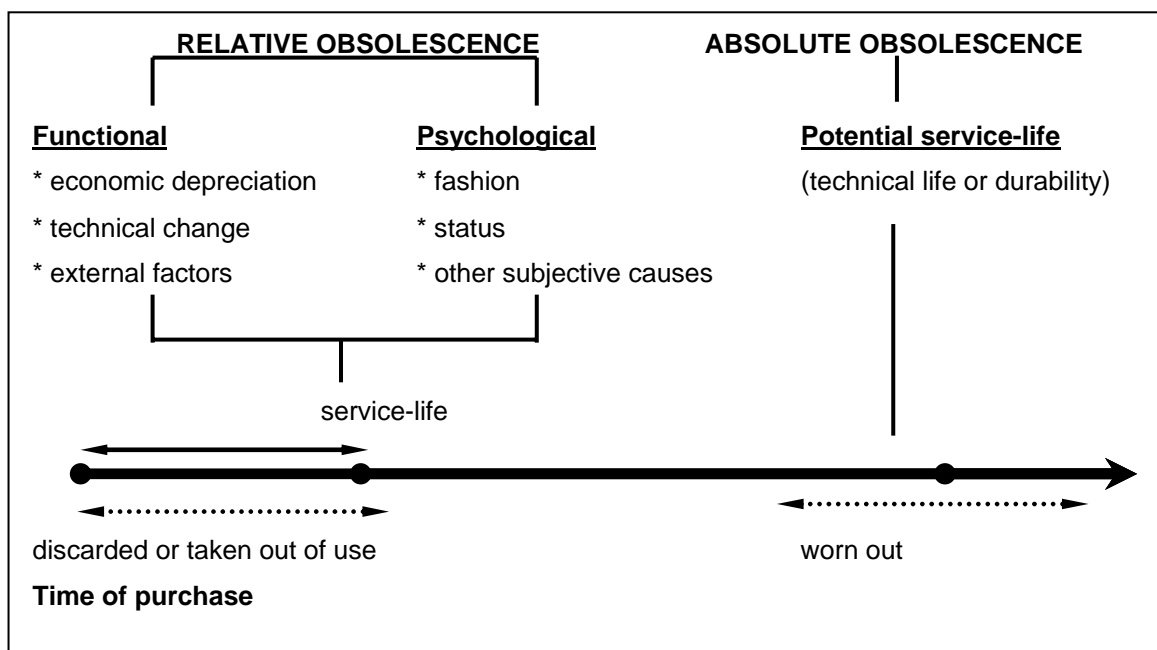 RELATIVE OBSOLESCENCE
ABSOLUTE OBSOLESCENCE
Functional
* economic depreciation
* technical change
* external factors
Psychological
* fashion
* status
* other subjective causes
Potential service-life
(technical life or durability)
service-life
discarded or taken out of use
worn out
Time of purchase